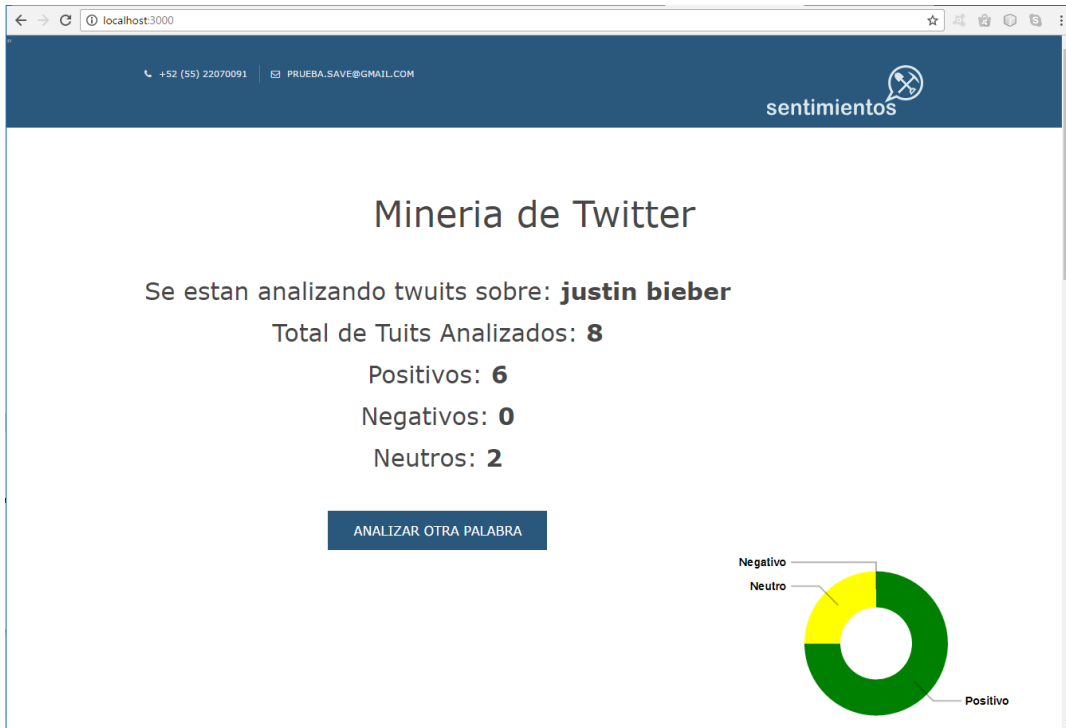 localhost:3000
+52 (55) 22070091 PRUEBA.SAVE@GMAIL.COM
sentimientos
Mineria de Twitter
Se estan analizando twuits sobre: justin bieber
Total de Tuits Analizados: 8
Positivos: 6
Negativos: 0
Neutros: 2
ANALIZAR OTRA PALABRA
Negativo
Neutro
Positivo